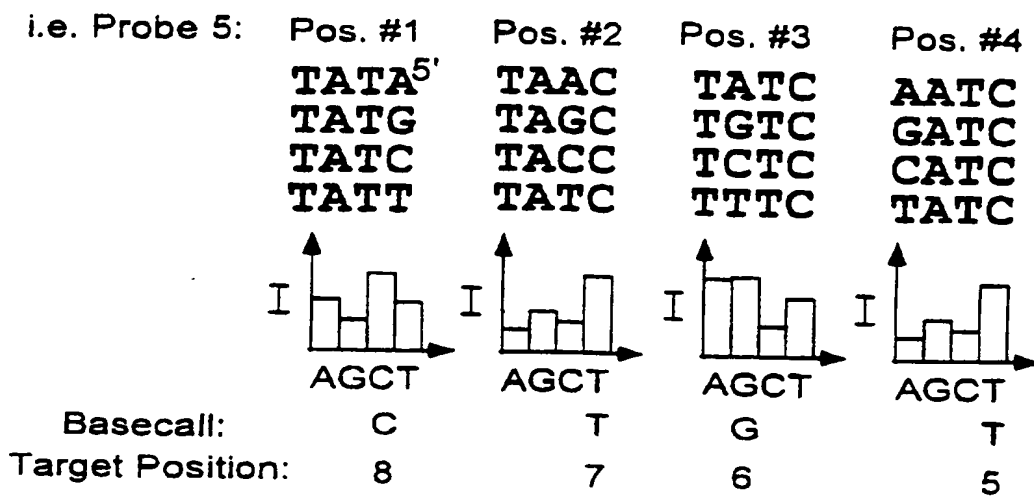 i.e. Probe 5: Pos. #1 Pos. #2 Pos. #3 Pos. #4
TATA5' TAAC TATC AATC
TATG TAGC TGTC GATC
TATC TACC TCTC CATC
TATT TATC TTTC TATC
I I I I
AGCT AGCT AGCT AGCT
Basecall: C T G T
Target Position: 8 7 6 5